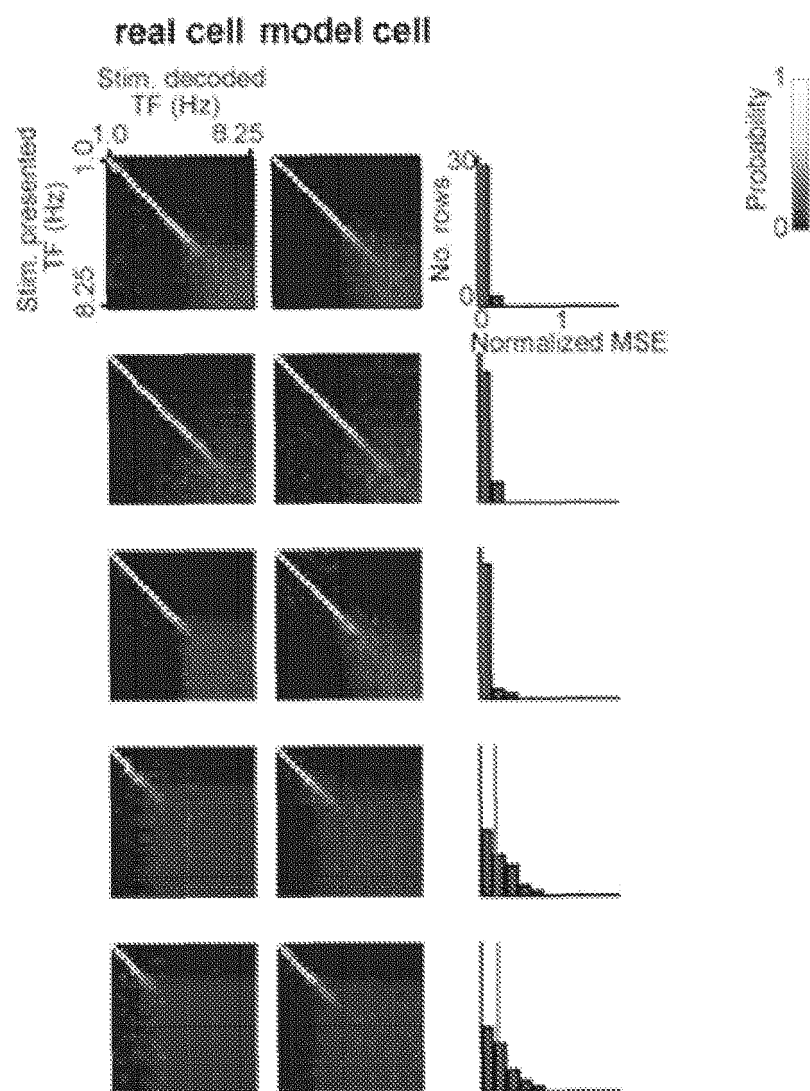 real cell model cell
Stim. decoded
TF (Hz)
1.0 8.25
Stim. presented
TF (Hz)
1.0
8.25
No. rows
30
0
0 1
Normalized MSE
Probability
1
0